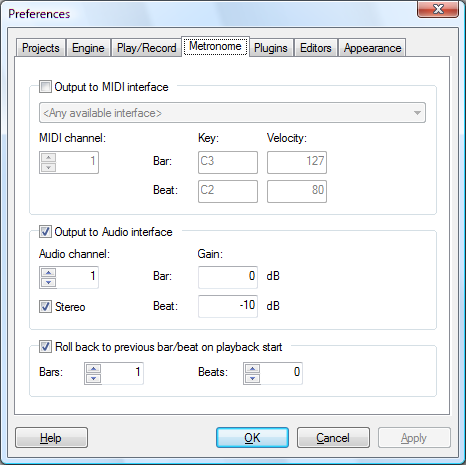 Preferences
Projects Engine Play/Record Metronome Plugins Editors Appearance
Output to MIDI interface
<Any available interface>
MIDI channel: Key: Velocity:
1 Bar: C3 127
Beat: C2 80
Output to Audio interface
Audio channel: Gain:
1 Bar: 0 dB
Stereo Beat: -10 dB
Roll back to previous bar/beat on playback start
Bars: 1 Beats: 0
Help OK Cancel Apply